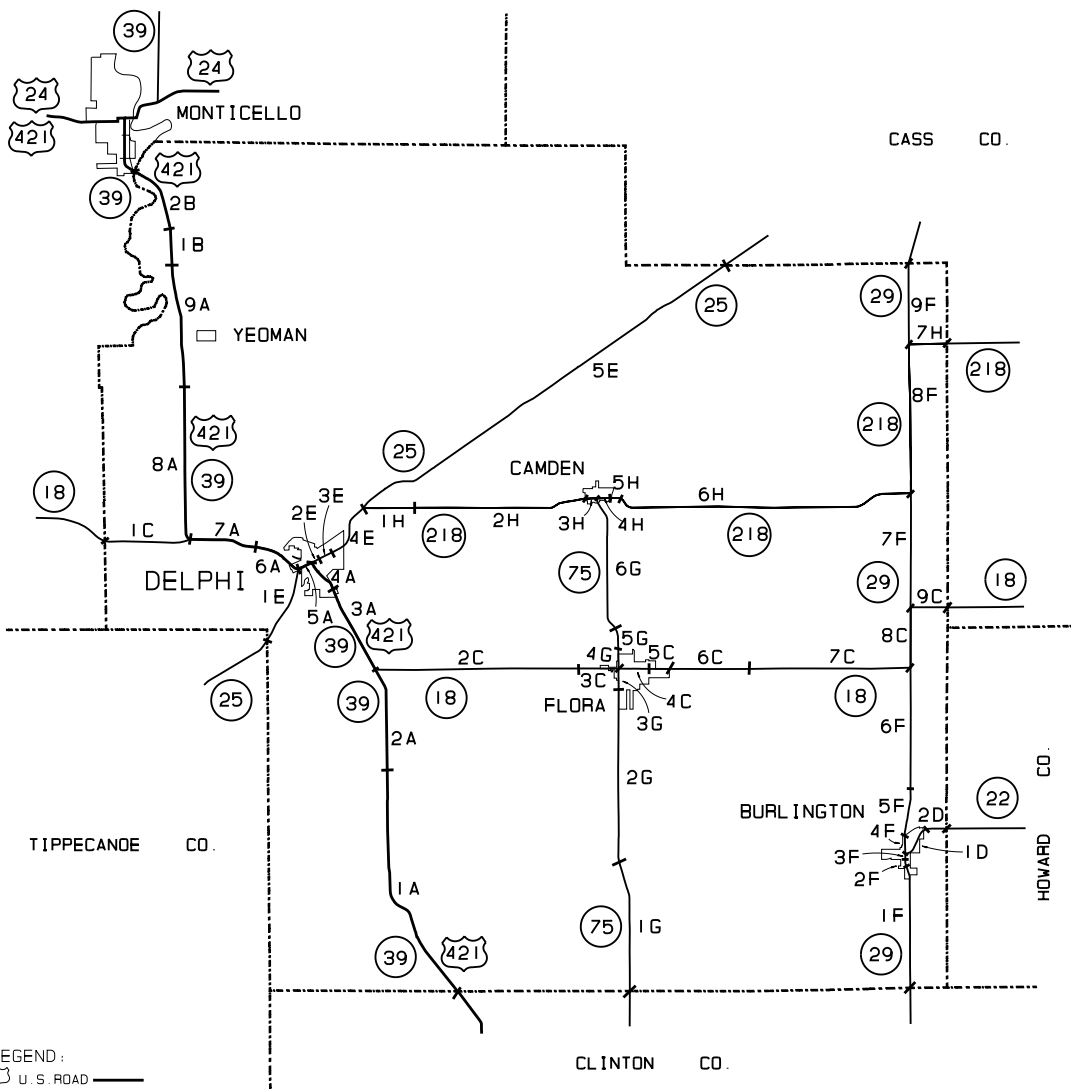 39
24
24
421
MONTICELLO
CASS CO.
421
39
2B
1B
9A
YEOMAN
25
29
9F
7H
218
5E
8F
421
218
8A
39
25
CAMDEN
5H
6H
18
1C
7A
2E
3E
4E
1H
218
2H
3H
4H
218
7F
6A
DELPHI
1E
4A
5A
3A
75
6G
29
9C
18
39
421
5G
8C
2C
4G
5C
6C
7C
3C
25
39
18
FLORA
4C
3G
18
2A
6F
2G
HOWARD CO.
BURLINGTON
22
5F
2D
4F
TIPPECANOE CO.
3F
1D
2F
1A
75
1G
1F
39
421
29
EGEND:
U.S. ROAD
CLINTON CO.